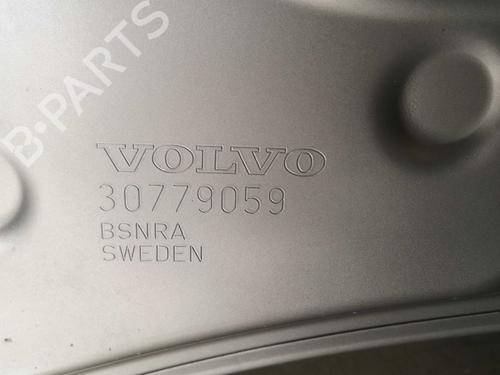 B-PARTS
VOLVO
30779059
BSNRA
SWEDEN